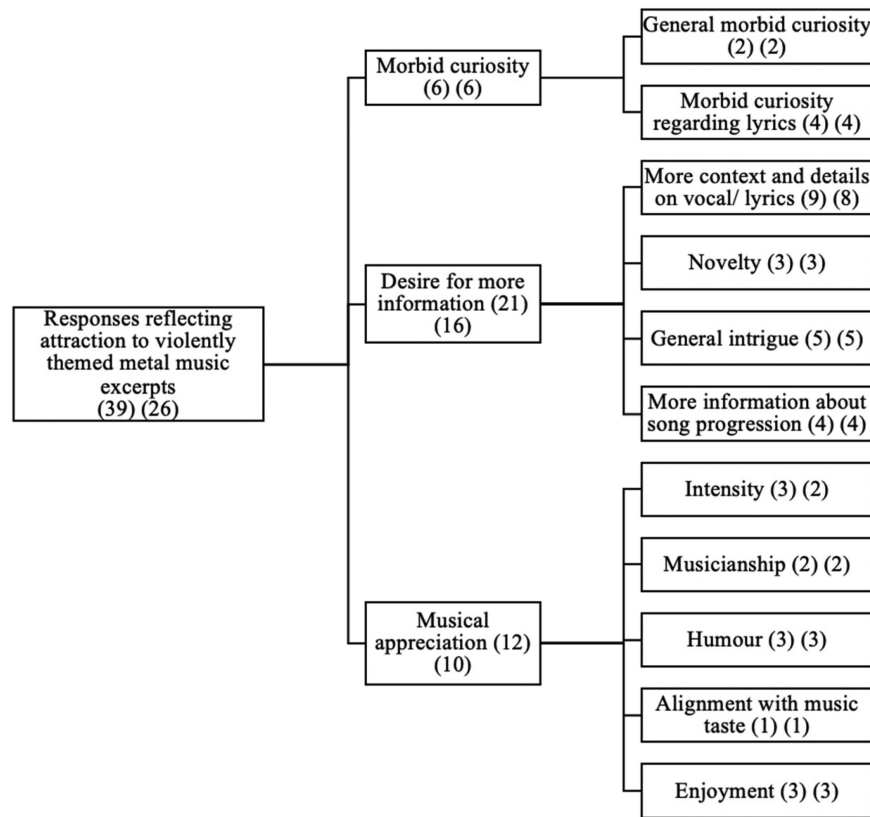 Responses reflecting
attraction to violently
themed metal music
excerpts
(39) (26)
Morbid curiosity
(6) (6)
General morbid curiosity
(2) (2)
Morbid curiosity
regarding lyrics (4) (4)
Desire for more
information (21)
(16)
More context and details
on vocal/ lyrics (9) (8)
Novelty (3) (3)
General intrigue (5) (5)
More information about
song progression (4) (4)
Musical
appreciation (12)
(10)
Intensity (3) (2)
Musicianship (2) (2)
Humour (3) (3)
Alignment with music
taste (1) (1)
Enjoyment (3) (3)